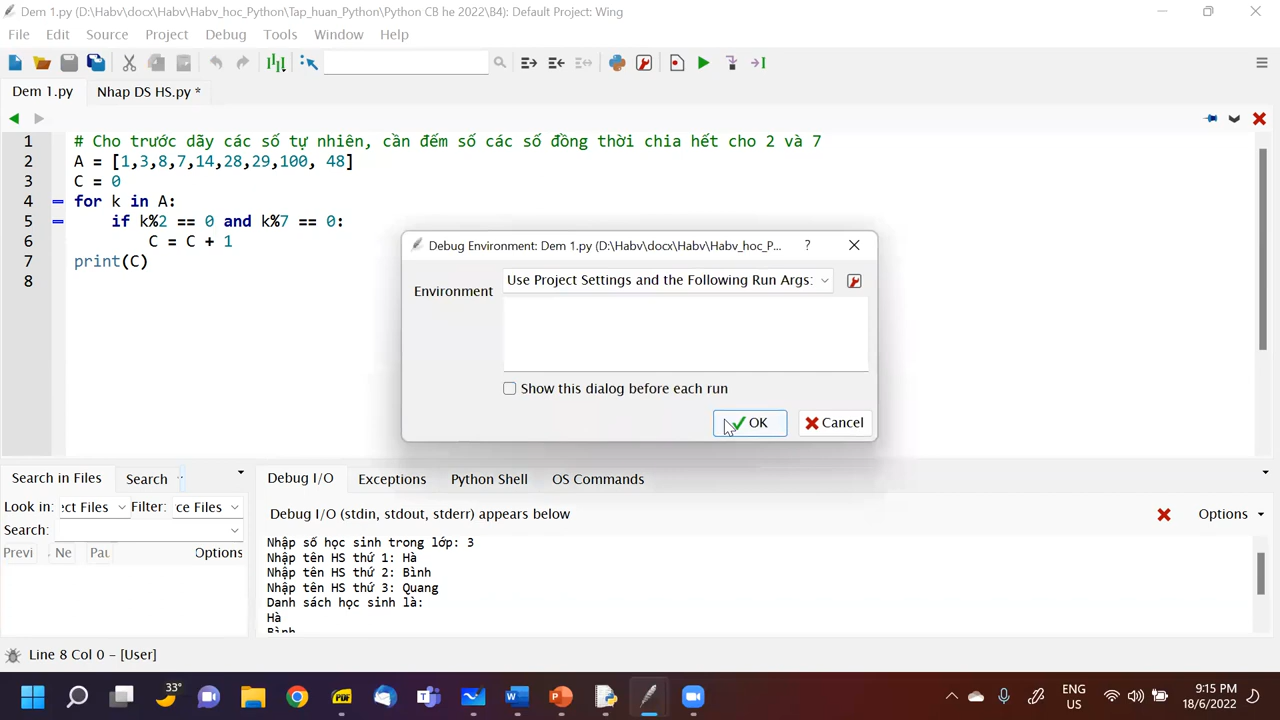 Dem 1.py (D:\Habv\docx\Habv\Habv_hoc_Python\Tap_huan_Python\Python CB he 2022\B4): Default Project: Wing
File Edit Source Project Debug Tools Window Help
Dem 1.py Nhap DS HS.py *
1 # Cho trước dãy các số tự nhiên, cần đếm số các số đồng thời chia hết cho 2 và 7
2 A = [1,3,8,7,14,28,29,100, 48]
3 C = 0
4 for k in A:
5 if k%2 == 0 and k%7 == 0:
6 C = C + 1
7 print(C)
8
Debug Environment: Dem 1.py (D:\Habv\docx\Habv\Habv_hoc_P... ?
Environment Use Project Settings and the Following Run Args:
Show this dialog before each run
OK Cancel
Search in Files Search
Look in: :ct Files Filter: ce Files
Search:
Previ Ne Pau Options
Debug I/O Exceptions Python Shell OS Commands
Debug I/O (stdin, stdout, stderr) appears below Options
Nhập số học sinh trong lớp: 3
Nhập tên HS thứ 1: Hà
Nhập tên HS thứ 2: Bình
Nhập tên HS thứ 3: Quang
Danh sách học sinh là:
Hà
Bình
Line 8 Col 0 – [User]
33°
PDF
ENG
US
9:15 PM
18/6/2022